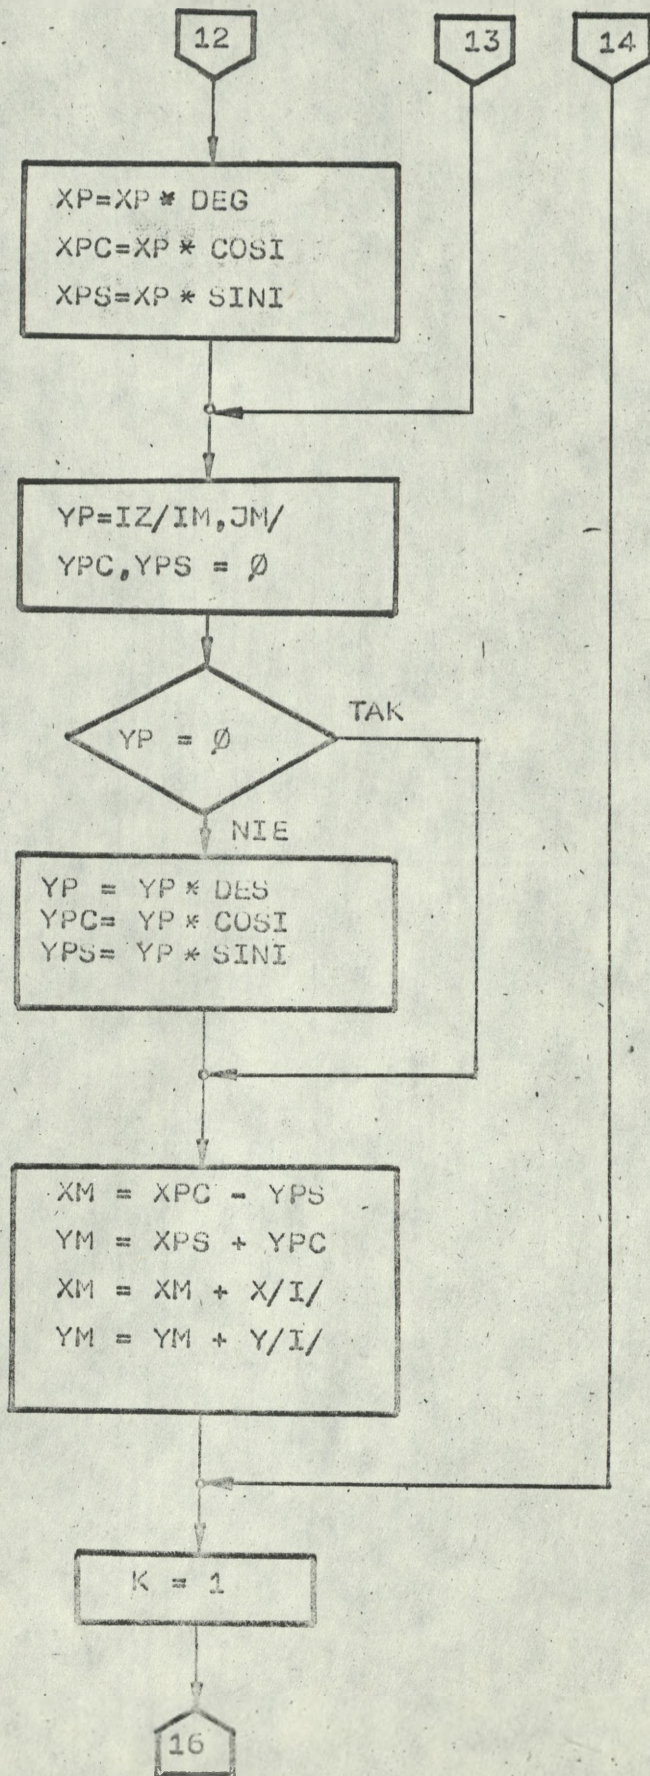 12
13
14
XP=XP * DEG
XPC=XP * COSI
XPS=XP * SINI
YP=IZ/IM,JM/
YPC,YPS = Ø
YP = Ø
TAK
NIE
YP = YP * DES
YPC= YP * COSI
YPS= YP * SINI
XM = XPC - YPS
YM = XPS + YPC
XM = XM + X/I/
YM = YM + Y/I/
K = 1
16